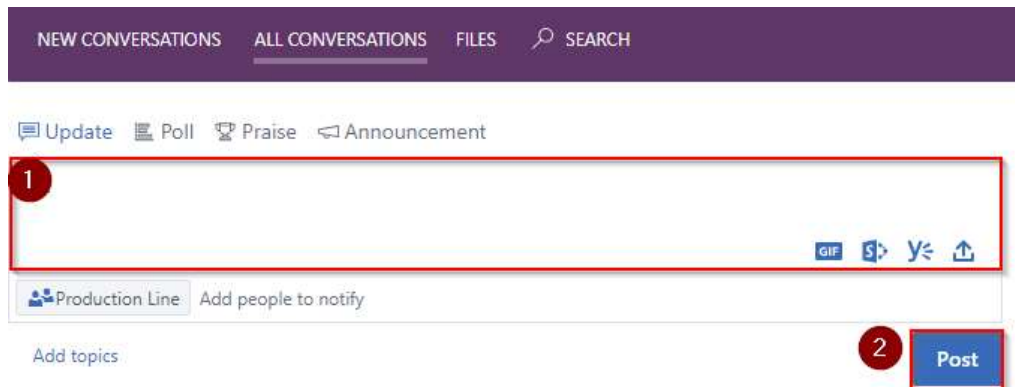 NEW CONVERSATIONS ALL CONVERSATIONS FILES SEARCH
Update Poll Praise Announcement
1
GIF S
Production Line Add people to notify
Add topics
2 Post